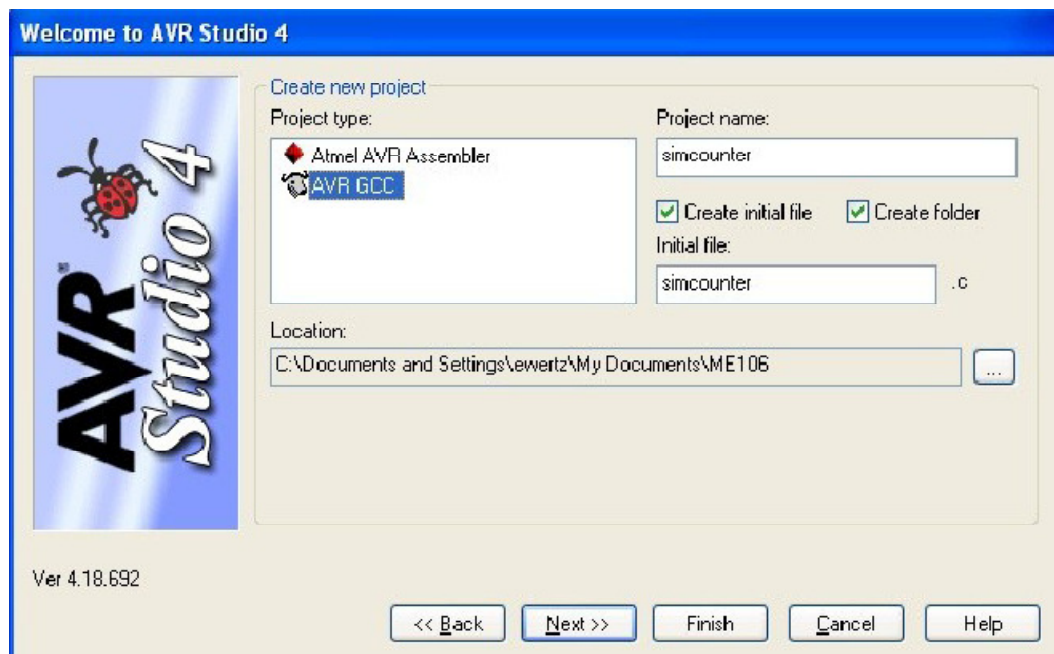 Welcome to AVR Studio 4
AVR®
Studio 4
Create new project
Project type:
Atmel AVR Assembler
AVR GCC
Project name:
simcounter
Create initial file
Create folder
Initial file:
simcounter
.c
Location:
C:\Documents and Settings\ewertz\My Documents\ME106
...
Ver 4.18.692
<< Back
Next >>
Finish
Cancel
Help